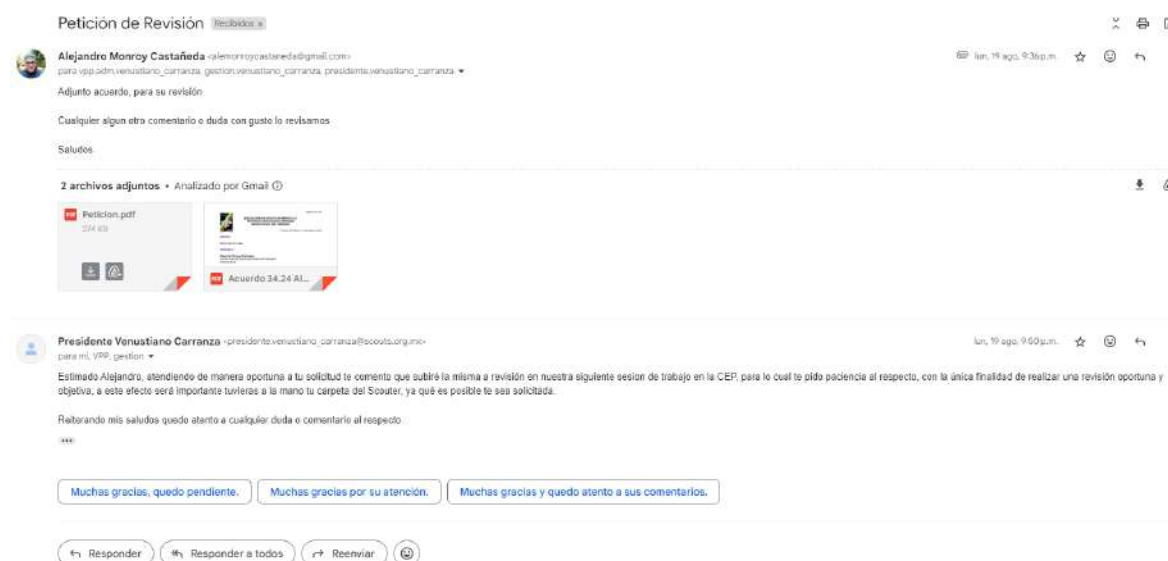 Petición de Revisión Recibidos x
Alejandro Monroy Castañeda <alemonroycastaneda@gmail.com>
lun, 19 ago, 9:36 p.m.
para vpp.adm.venustiano_carranza, gestion.venustiano_carranza, presidente.venustiano_carranza
Adjunto acuerdo, para su revisión
Cualquier algun otro comentario o duda con gusto lo revisamos
Saludos
2 archivos adjuntos • Analizado por Gmail
PDF Peticion.pdf
274 KB
PDF Acuerdo 34.24 Al...
Presidente Venustiano Carranza <presidente.venustiano_carranza@scouts.org.mx>
lun, 19 ago, 9:50 p.m.
para mí, VPP, gestion
Estimado Alejandro, atendiendo de manera oportuna a tu solicitud te comento que subiré la misma a revisión en nuestra siguiente sesion de trabajo en la CEP, para lo cual te pido paciencia al respecto, con la única finalidad de realizar una revisión oportuna y
objetiva, a este efecto será importante tuvieras a la mano tu carpeta del Scouter, ya qué es posible te sea solicitada.
Reiterando mis saludos quedo atento a cualquier duda o comentario al respecto
Muchas gracias, quedo pendiente.
Muchas gracias por su atención.
Muchas gracias y quedo atento a sus comentarios.
Responder
Responder a todos
Reenviar